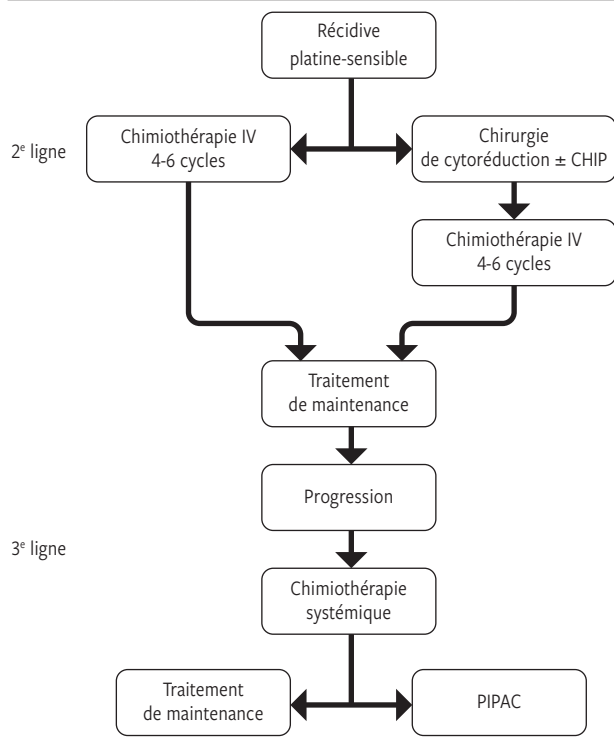 Récidive
platine-sensible
2e ligne
Chimiothérapie IV
4-6 cycles
Chirurgie
de cytoréduction ± CHIP
Chimiothérapie IV
4-6 cycles
Traitement
de maintenance
Progression
3e ligne
Chimiothérapie
systémique
Traitement
de maintenance
PIPAC